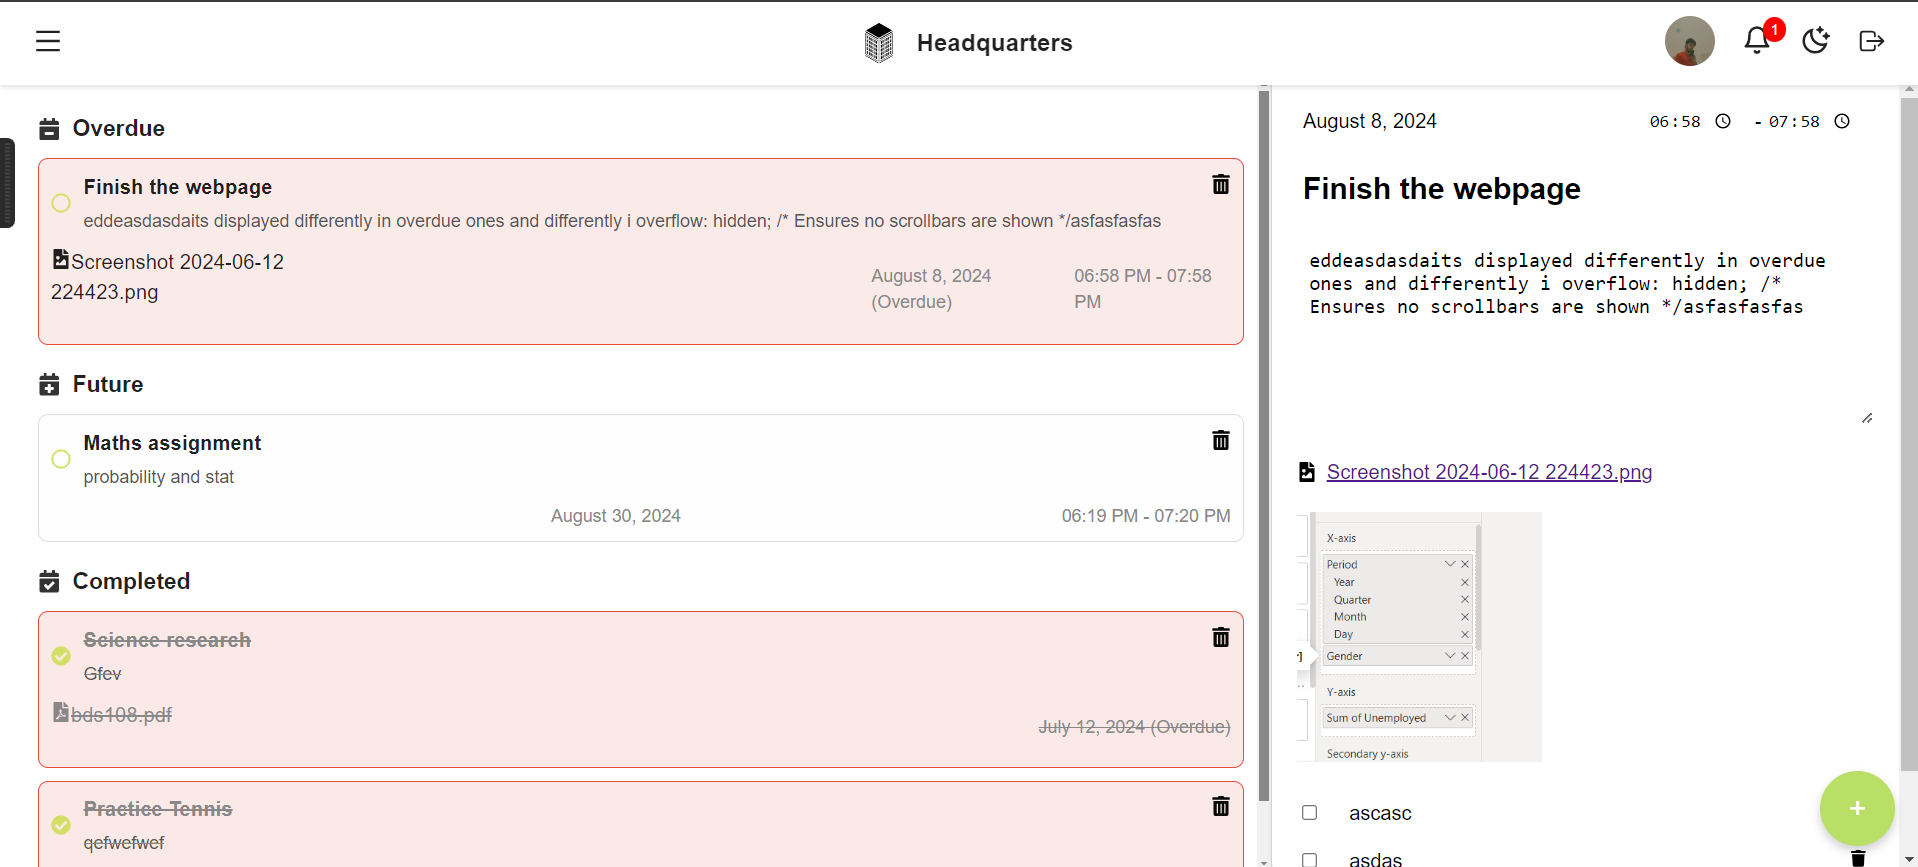 Headquarters
1
Overdue
Finish the webpage
eddeasdasdaits displayed differently in overdue ones and differently i overflow: hidden; /* Ensures no scrollbars are shown */asfasfasfas
Screenshot 2024-06-12
224423.png
August 8, 2024
(Overdue)
06:58 PM - 07:58
PM
Future
Maths assignment
probability and stat
August 30, 2024
06:19 PM - 07:20 PM
Completed
Science research
Gfev
bds108.pdf
July 12, 2024 (Overdue)
Practice Tennis
qefwefwef
August 8, 2024
06:58
- 07:58
Finish the webpage
eddeasdasdaits displayed differently in overdue
ones and differently i overflow: hidden; /*
Ensures no scrollbars are shown */asfasfasfas
Screenshot 2024-06-12 224423.png
X-axis
Period
Year
Quarter
Month
Day
Gender
Y-axis
Sum of Unemployed
Secondary y-axis
ascasc
+
asdas